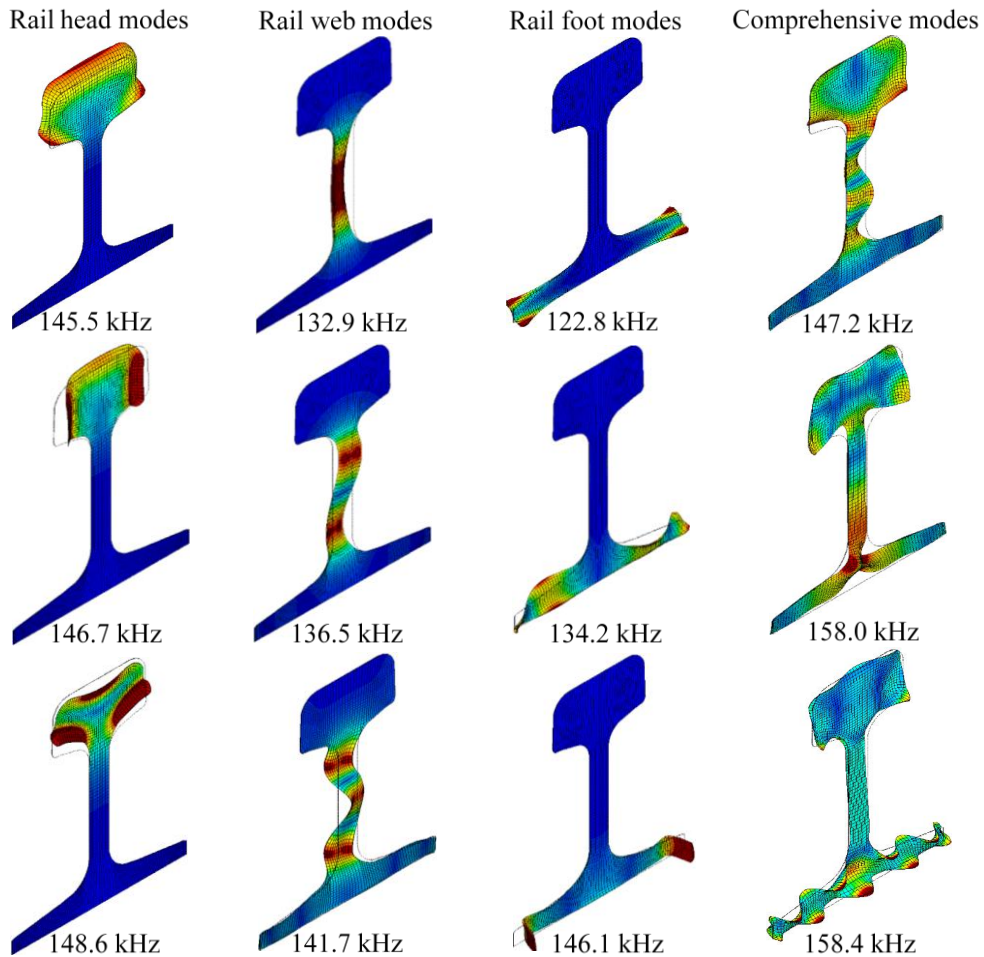 Rail head modes Rail web modes Rail foot modes Comprehensive modes
145.5 kHz 132.9 kHz 122.8 kHz 147.2 kHz
146.7 kHz 136.5 kHz 134.2 kHz 158.0 kHz
148.6 kHz 141.7 kHz 146.1 kHz 158.4 kHz